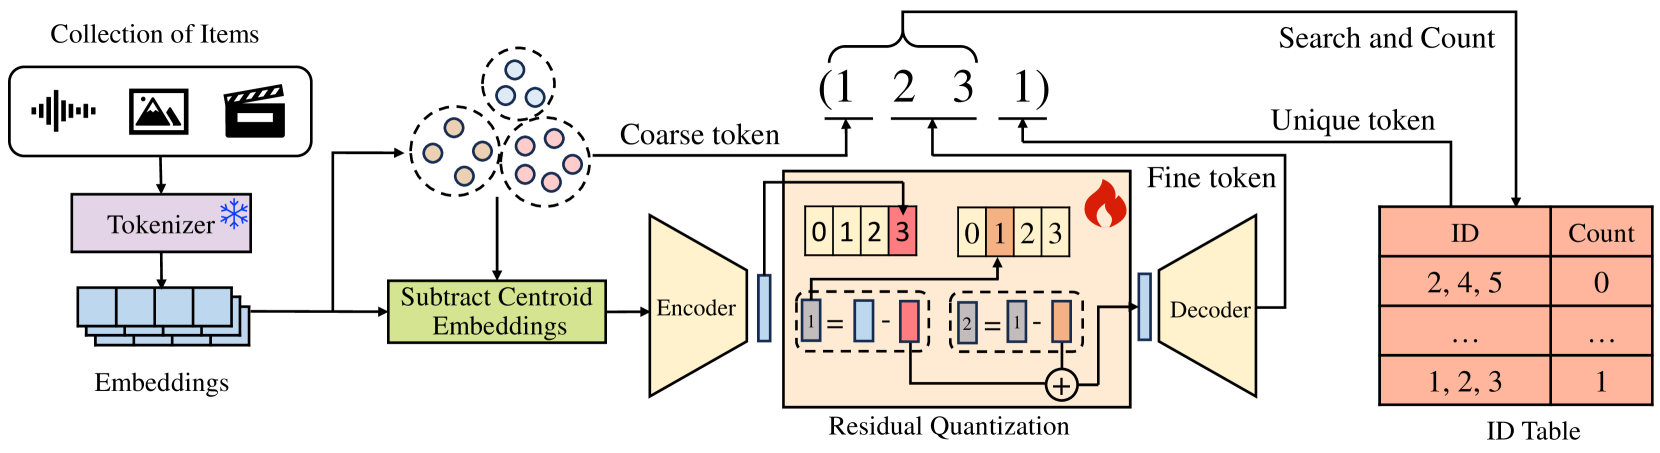 Collection of Items
Tokenizer
Embeddings
Coarse token
Subtract Centroid
Embeddings
Encoder
(1 2 3 1)
0 1 2 3
0 1 2 3
1 = -
2 = 1 -
+
Residual Quantization
Decoder
Fine token
Unique token
Search and Count
ID Count
2, 4, 5 0
... ...
1, 2, 3 1
ID Table